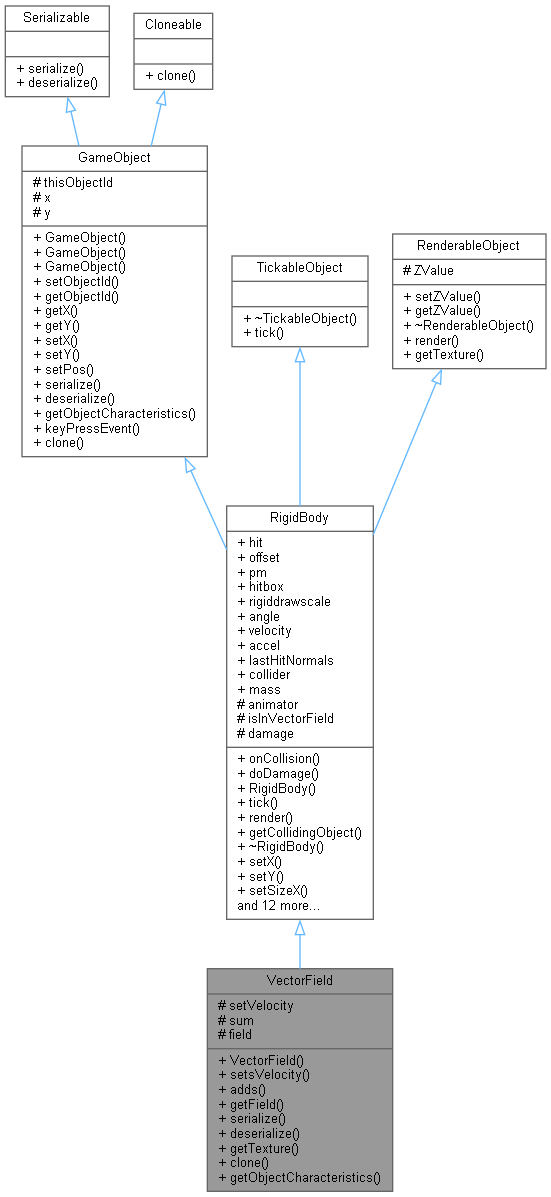 Serializable
+ serialize()
+ deserialize()
Cloneable
+ clone()
GameObject
# thisObjectId
# x
# y
+ GameObject()
+ GameObject()
+ GameObject()
+ setObjectId()
+ getObjectId()
+ getX()
+ getY()
+ setX()
+ setY()
+ setPos()
+ serialize()
+ deserialize()
+ getObjectCharacteristics()
+ keyPressEvent()
+ clone()
TickableObject
+ ~TickableObject()
+ tick()
RenderableObject
# ZValue
+ setZValue()
+ getZValue()
+ ~RenderableObject()
+ render()
+ getTexture()
RigidBody
+ hit
+ offset
+ pm
+ hitbox
+ rigiddrawscale
+ angle
+ velocity
+ accel
+ lastHitNormals
+ collider
+ mass
# animator
# isInVectorField
# damage
+ onCollision()
+ doDamage()
+ RigidBody()
+ tick()
+ render()
+ getCollidingObject()
+ ~RigidBody()
+ setX()
+ setY()
+ setSizeX()
and 12 more...
VectorField
# setVelocity
# sum
# field
+ VectorField()
+ setsVelocity()
+ adds()
+ getField()
+ serialize()
+ deserialize()
+ getTexture()
+ clone()
+ getObjectCharacteristics()